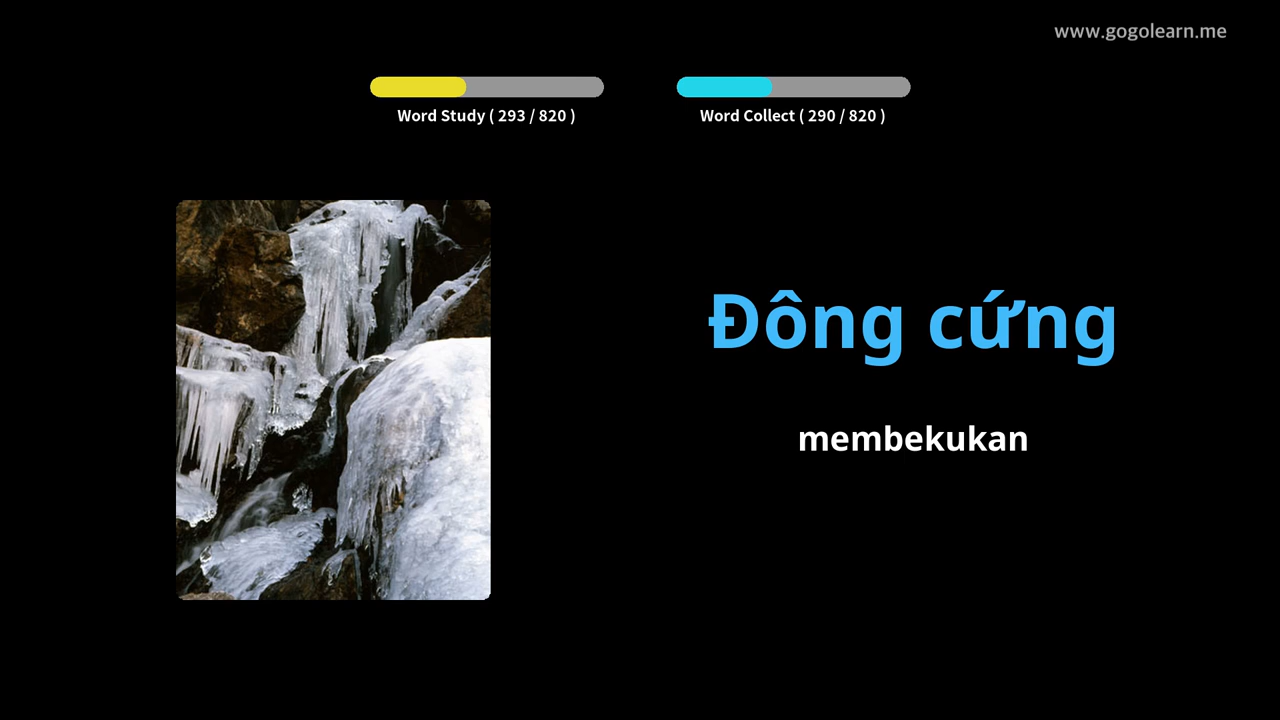 www.gogolearn.me
Word Study ( 293 / 820 )
Word Collect ( 290 / 820 )
Đông cứng
membekukan